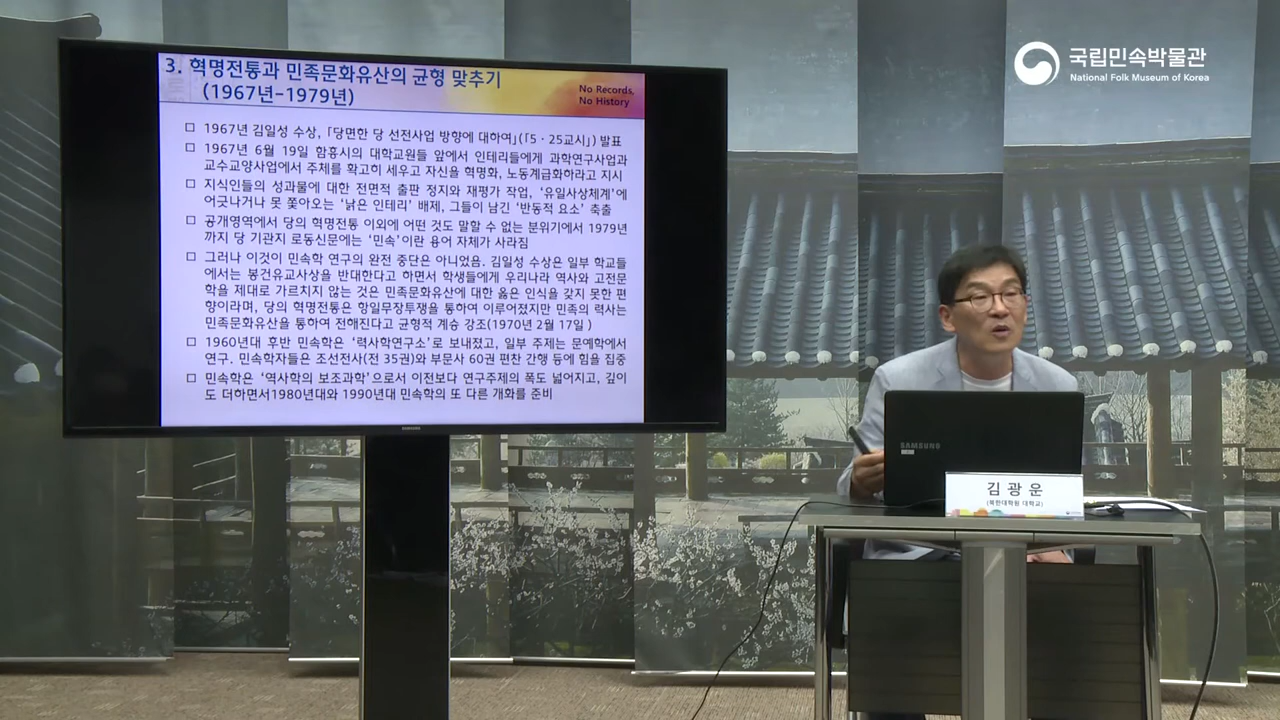 3. 혁명전통과 민족문화유산의 균형 맞추기
(1967년-1979년)
No Records,
No History
□ 1967년 김일성 수상, 「당면한 당 선전사업 방향에 대하여」(「5·25교시」) 발표
□ 1967년 6월 19일 함흥시의 대학교원들 앞에서 인테리들에게 과학연구사업과
교수교양사업에서 주체를 확고히 세우고 자신을 혁명화, 노동계급화하라고 지시
□ 지식인들의 성과물에 대한 전면적 출판 정지와 재평가 작업, '유일사상체계'에
어긋나거나 못 쫓아오는 '낡은 인테리' 배제, 그들이 남긴 '반동적 요소' 축출
□ 공개영역에서 당의 혁명전통 이외에 어떤 것도 말할 수 없는 분위기에서 1979년
까지 당 기관지 로동신문에는 '민속'이란 용어 자체가 사라짐
□ 그러나 이것이 민속학 연구의 완전 중단은 아니었음. 김일성 수상은 일부 학교들
에서는 봉건유교사상을 반대한다고 하면서 학생들에게 우리나라 역사와 고전문
학을 제대로 가르치지 않는 것은 민족문화유산에 대한 옳은 인식을 갖지 못한 편
향이라며, 당의 혁명전통은 항일무장투쟁을 통하여 이루어졌지만 민족의 력사는
민족문화유산을 통하여 전해진다고 균형적 계승 강조(1970년 2월 17일)
□ 1960년대 후반 민속학은 '력사학연구소'로 보내졌고, 일부 주제는 문예학에서
연구. 민속학자들은 조선전사(전 35권)와 부문사 60권 편찬 간행 등에 힘을 집중
□ 민속학은 '역사학의 보조과학'으로서 이전보다 연구주제의 폭도 넓어지고, 깊이
도 더하면서1980년대와 1990년대 민속학의 또 다른 개화를 준비
SAMSUNG
국립민속박물관
National Folk Museum of Korea
SAMSUNG
김광운
(북한대학원 대학교)